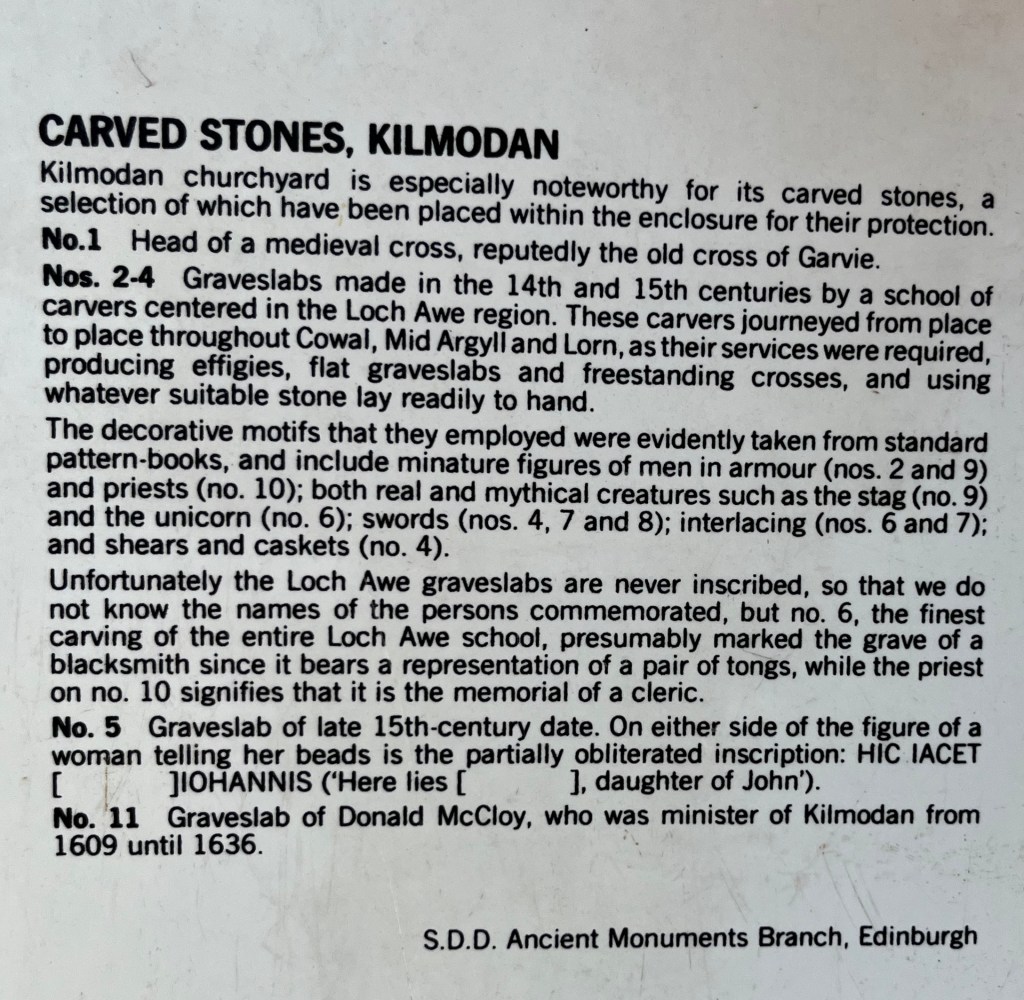 CARVED STONES, KILMODAN
Kilmodan churchyard is especially noteworthy for its carved stones, a
selection of which have been placed within the enclosure for their protection.
No.1 Head of a medieval cross, reputedly the old cross of Garvie.
Nos. 2-4 Graveslabs made in the 14th and 15th centuries by a school of
carvers centered in the Loch Awe region. These carvers journeyed from place
to place throughout Cowal, Mid Argyll and Lorn, as their services were required,
producing effigies, flat graveslabs and freestanding crosses, and using
whatever suitable stone lay readily to hand.
The decorative motifs that they employed were evidently taken from standard
pattern-books, and include minature figures of men in armour (nos. 2 and 9)
and priests (no. 10); both real and mythical creatures such as the stag (no. 9)
and the unicorn (no. 6); swords (nos. 4, 7 and 8); interlacing (nos. 6 and 7);
and shears and caskets (no. 4).
Unfortunately the Loch Awe graveslabs are never inscribed, so that we do
not know the names of the persons commemorated, but no. 6, the finest
carving of the entire Loch Awe school, presumably marked the grave of a
blacksmith since it bears a representation of a pair of tongs, while the priest
on no. 10 signifies that it is the memorial of a cleric.
No. 5 Graveslab of late 15th-century date. On either side of the figure of a
woman telling her beads is the partially obliterated inscription: HIC IACET
[ ]IOHANNIS (‘Here lies [ ], daughter of John’).
No. 11 Graveslab of Donald McCloy, who was minister of Kilmodan from
1609 until 1636.
S.D.D. Ancient Monuments Branch, Edinburgh